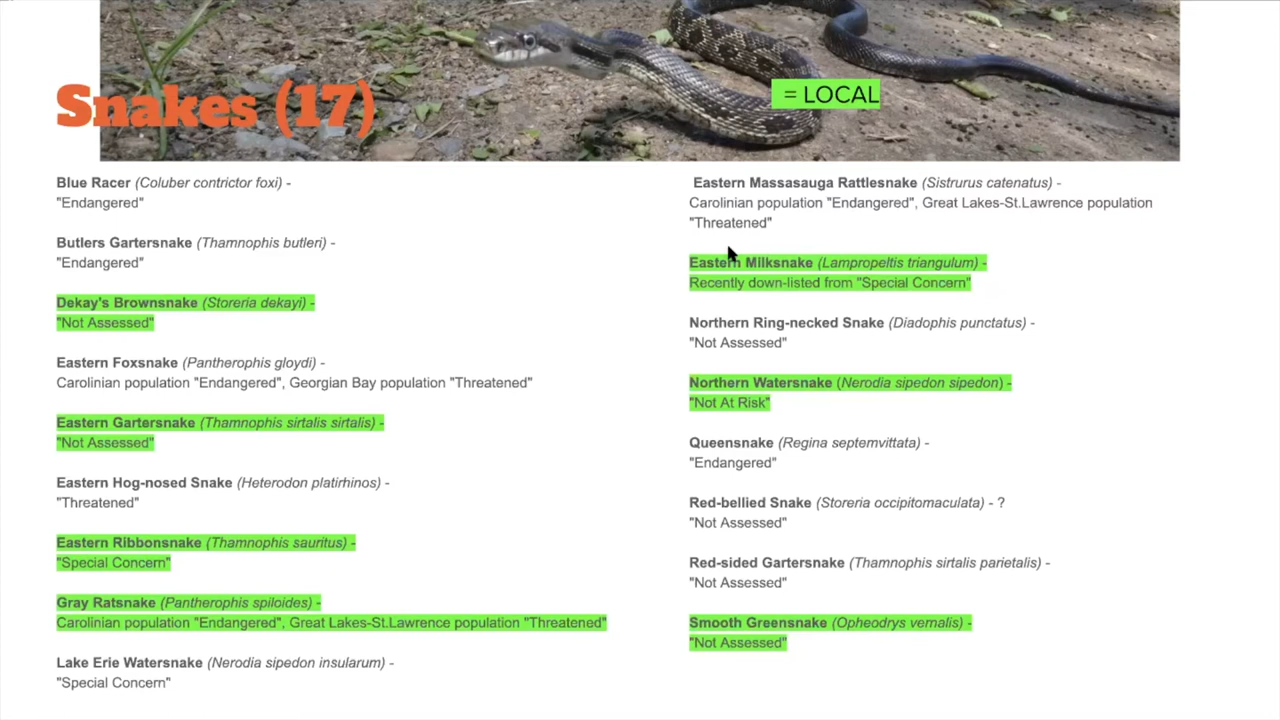 Snakes (17)
= LOCAL
Blue Racer (Coluber contrictor foxi) -
"Endangered"
Butlers Gartersnake (Thamnophis butleri) -
"Endangered"
Dekay's Brownsnake (Storeria dekayi) -
"Not Assessed"
Eastern Foxsnake (Pantherophis gloydi) -
Carolinian population "Endangered", Georgian Bay population "Threatened"
Eastern Gartersnake (Thamnophis sirtalis sirtalis) -
"Not Assessed"
Eastern Hog-nosed Snake (Heterodon platirhinos) -
"Threatened"
Eastern Ribbonsnake (Thamnophis sauritus) -
"Special Concern"
Gray Ratsnake (Pantherophis spiloides) -
Carolinian population "Endangered", Great Lakes-St.Lawrence population "Threatened"
Lake Erie Watersnake (Nerodia sipedon insularum) -
"Special Concern"
Eastern Massasauga Rattlesnake (Sistrurus catenatus) -
Carolinian population "Endangered", Great Lakes-St.Lawrence population
"Threatened"
Eastern Milksnake (Lampropeltis triangulum) -
Recently down-listed from "Special Concern"
Northern Ring-necked Snake (Diadophis punctatus) -
"Not Assessed"
Northern Watersnake (Nerodia sipedon sipedon) -
"Not At Risk"
Queensnake (Regina septemvittata) -
"Endangered"
Red-bellied Snake (Storeria occipitomaculata) - ?
"Not Assessed"
Red-sided Gartersnake (Thamnophis sirtalis parietalis) -
"Not Assessed"
Smooth Greensnake (Opheodrys vernalis) -
"Not Assessed"